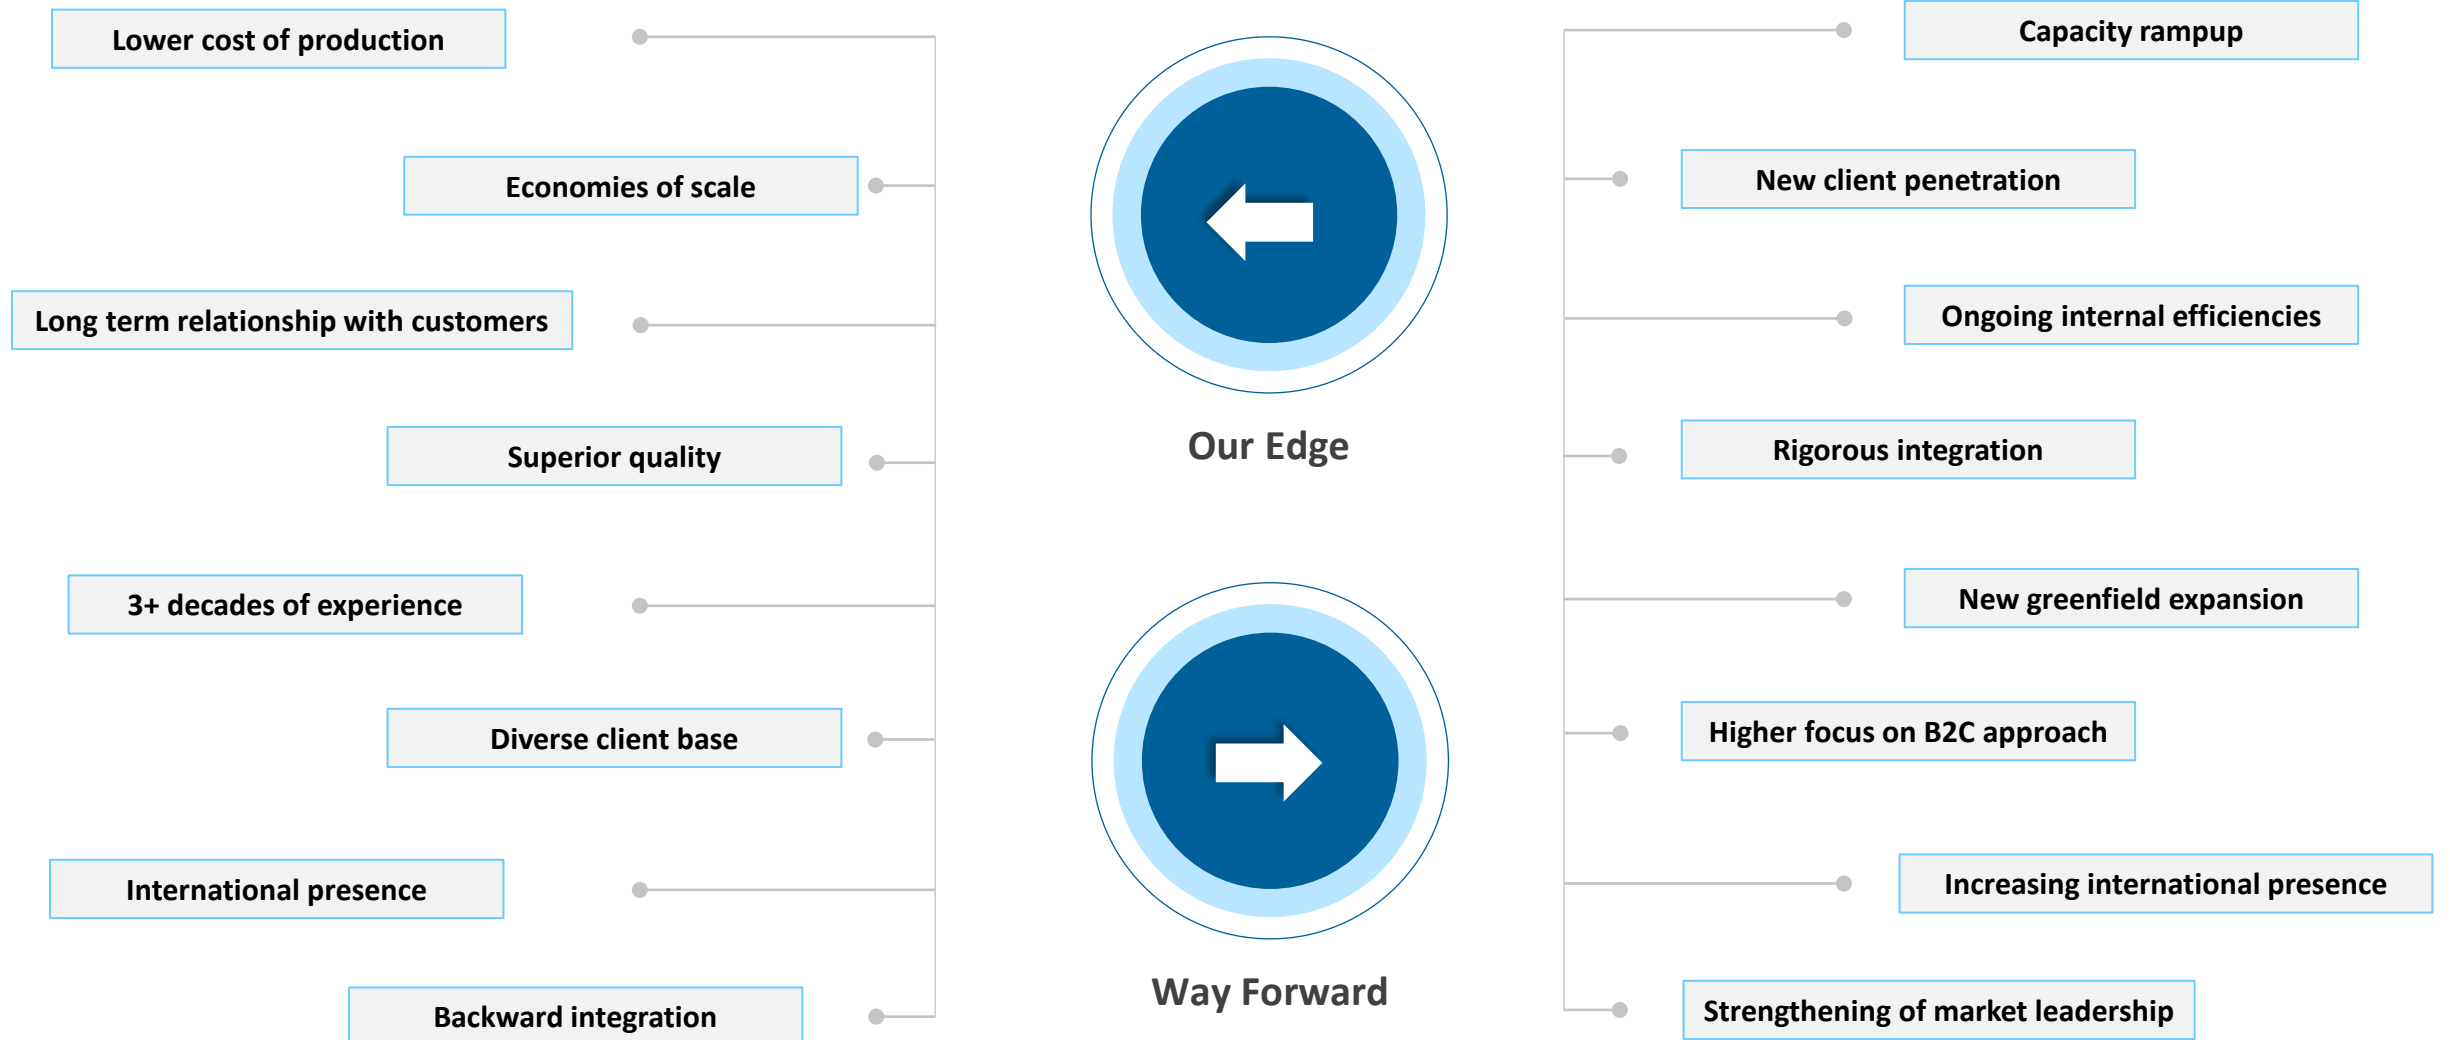 Lower cost of production
Economies of scale
Long term relationship with customers
Superior quality
3+ decades of experience
Diverse client base
International presence
Backward integration
Our Edge
Way Forward
Capacity rampup
New client penetration
Ongoing internal efficiencies
Rigorous integration
New greenfield expansion
Higher focus on B2C approach
Increasing international presence
Strengthening of market leadership